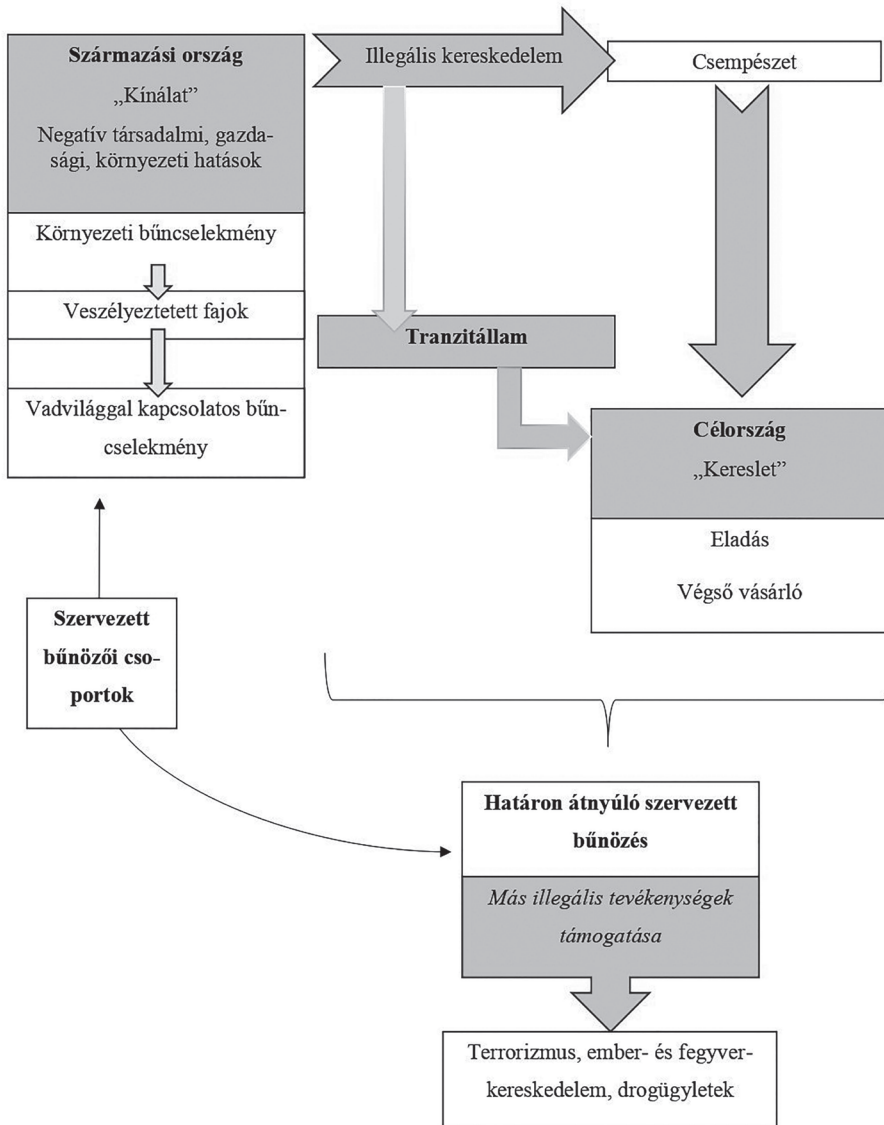 Származási ország
„Kínálat”
Negatív társadalmi, gazda-
sági, környezeti hatások
Környezeti bűncselekmény
Veszélyeztetett fajok
Vadvilággal kapcsolatos bűn-
cselekmény
Illegális kereskedelem
Csempészet
Tranzitállam
Célország
„Kereslet”
Eladás
Végső vásárló
Szervezett
bűnözői cso-
portok
Határon átnyúló szervezett
bűnözés
Más illegális tevékenységek
támogatása
Terrorizmus, ember- és fegyver-
kereskedelem, drogügyletek